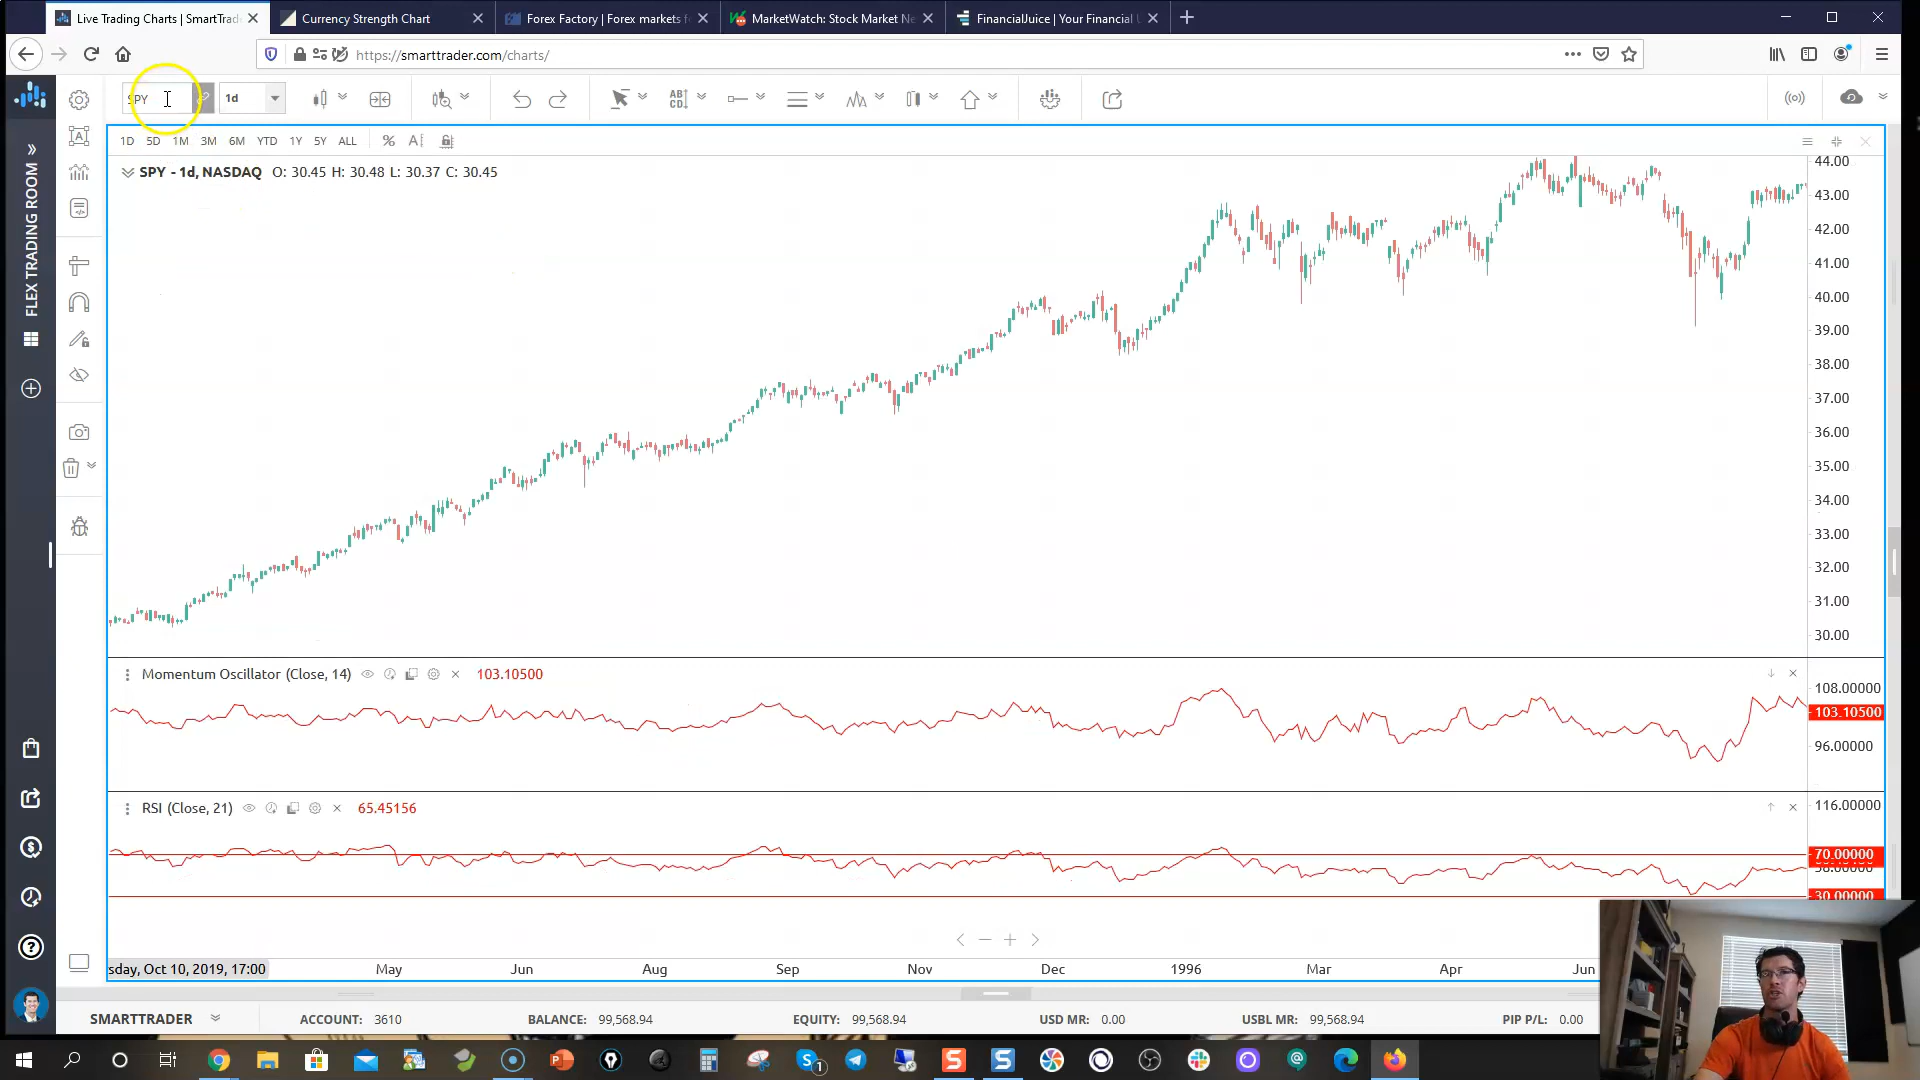 Live Trading Charts | SmartTrad
Currency Strength Chart
Forex Factory | Forex markets f
MarketWatch: Stock Market Ne
FinancialJuice | Your Financial
https://smarttrader.com/charts/
SPY
1d
AB
CD
1D 5D 1M 3M 6M YTD 1Y 5Y ALL %
SPY - 1d, NASDAQ O: 30.45 H: 30.48 L: 30.37 C: 30.45
FLEX TRADING ROOM
44.00
43.00
42.00
41.00
40.00
39.00
38.00
37.00
36.00
35.00
34.00
33.00
32.00
31.00
30.00
Momentum Oscillator (Close, 14) 103.10500
108.00000
103.10500
96.00000
RSI (Close, 21) 65.45156
116.00000
70.00000
30.00000
sday, Oct 10, 2019, 17:00 May Jun Aug Sep Nov Dec 1996 Mar Apr Jun
SMARTTRADER ACCOUNT: 3610 BALANCE: 99,568.94 EQUITY: 99,568.94 USD MR: 0.00 USBL MR: 99,568.94 PIP P/L: 0.00